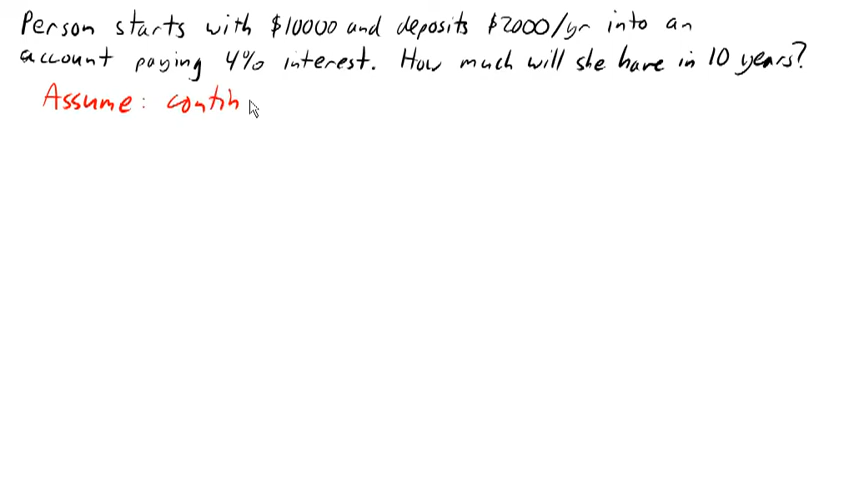 Person starts with $10000 and deposits $2000/yr into an
account paying 4% interest. How much will she have in 10 years?
Assume: contin